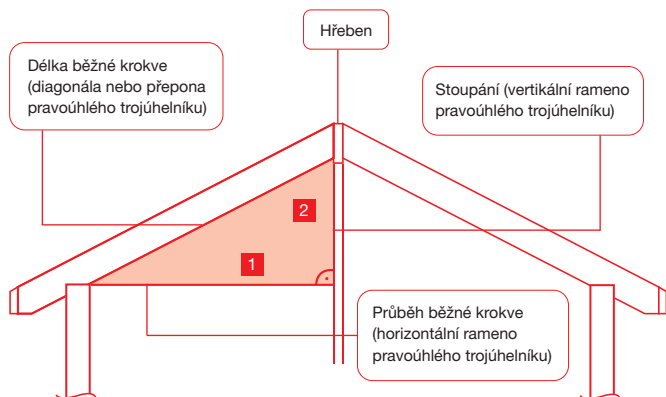 Hřeben
Délka běžné krokve
(diagonála nebo přepona
pravoúhlého trojúhelníku)
Stoupání (vertikální rameno
pravoúhlého trojúhelníku)
2
1
Průběh běžné krokve
(horizontální rameno
pravoúhlého trojúhelníku)